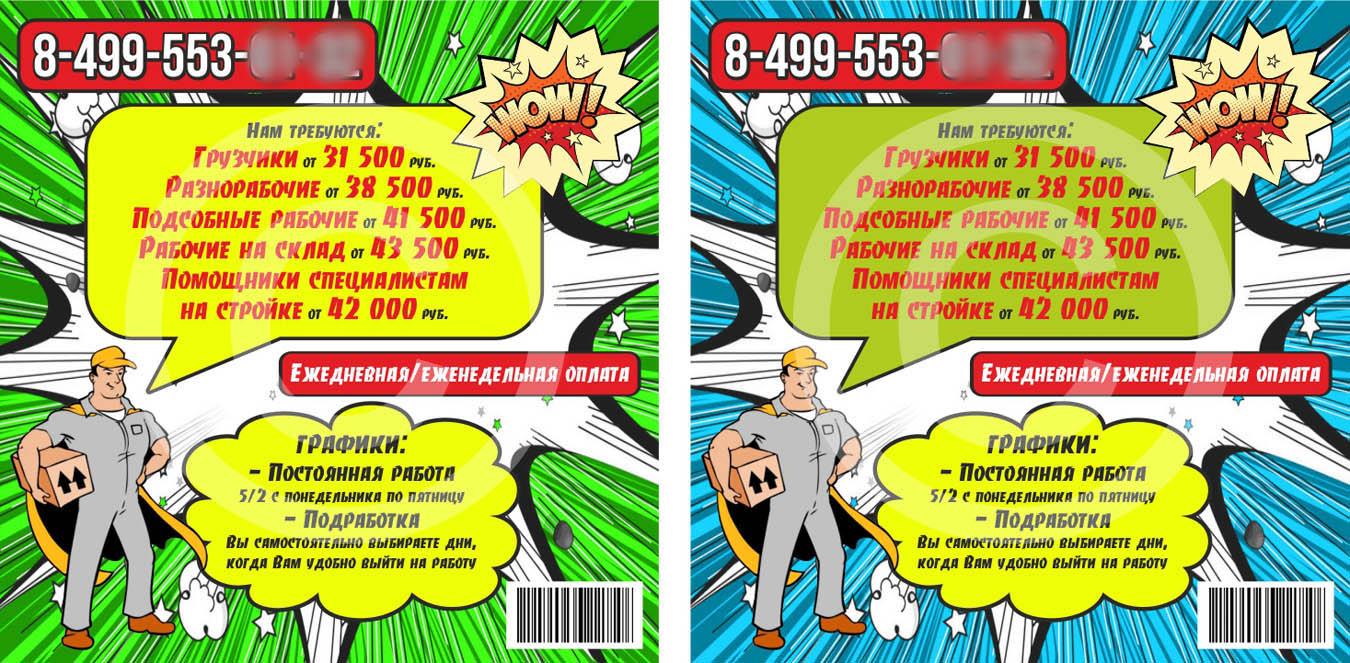 8-499-553-
WOW!
Нам требуются:
Грузчики от 31 500 руб.
Разнорабочие от 38 500 руб.
Подсобные рабочие от 41 500 руб.
Рабочие на склад от 43 500 руб.
Помощники специалистам
на стройке от 42 000 руб.
Ежедневная/еженедельная оплата
графики:
- Постоянная работа
5/2 с понедельника по пятницу
- Подработка
Вы самостоятельно выбираете дни,
когда Вам удобно выйти на работу
8-499-553-
WOW!
Нам требуются:
Грузчики от 31 500 руб.
Разнорабочие от 38 500 руб.
Подсобные рабочие от 41 500 руб.
Рабочие на склад от 43 500 руб.
Помощники специалистам
на стройке от 42 000 руб.
Ежедневная/еженедельная оплата
графики:
- Постоянная работа
5/2 с понедельника по пятницу
- Подработка
Вы самостоятельно выбираете дни,
когда Вам удобно выйти на работу